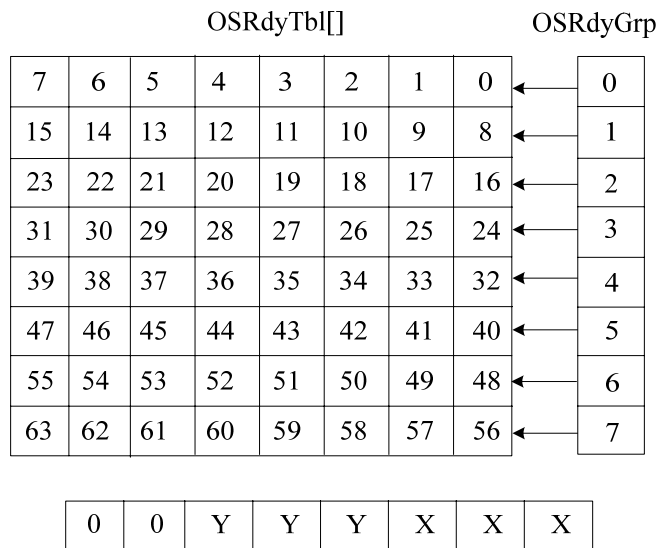 OSRdyTbl[] OSRdyGrp
7 6 5 4 3 2 1 0 0
15 14 13 12 11 10 9 8 1
23 22 21 20 19 18 17 16 2
31 30 29 28 27 26 25 24 3
39 38 37 36 35 34 33 32 4
47 46 45 44 43 42 41 40 5
55 54 53 52 51 50 49 48 6
63 62 61 60 59 58 57 56 7
0 0 Y Y Y X X X